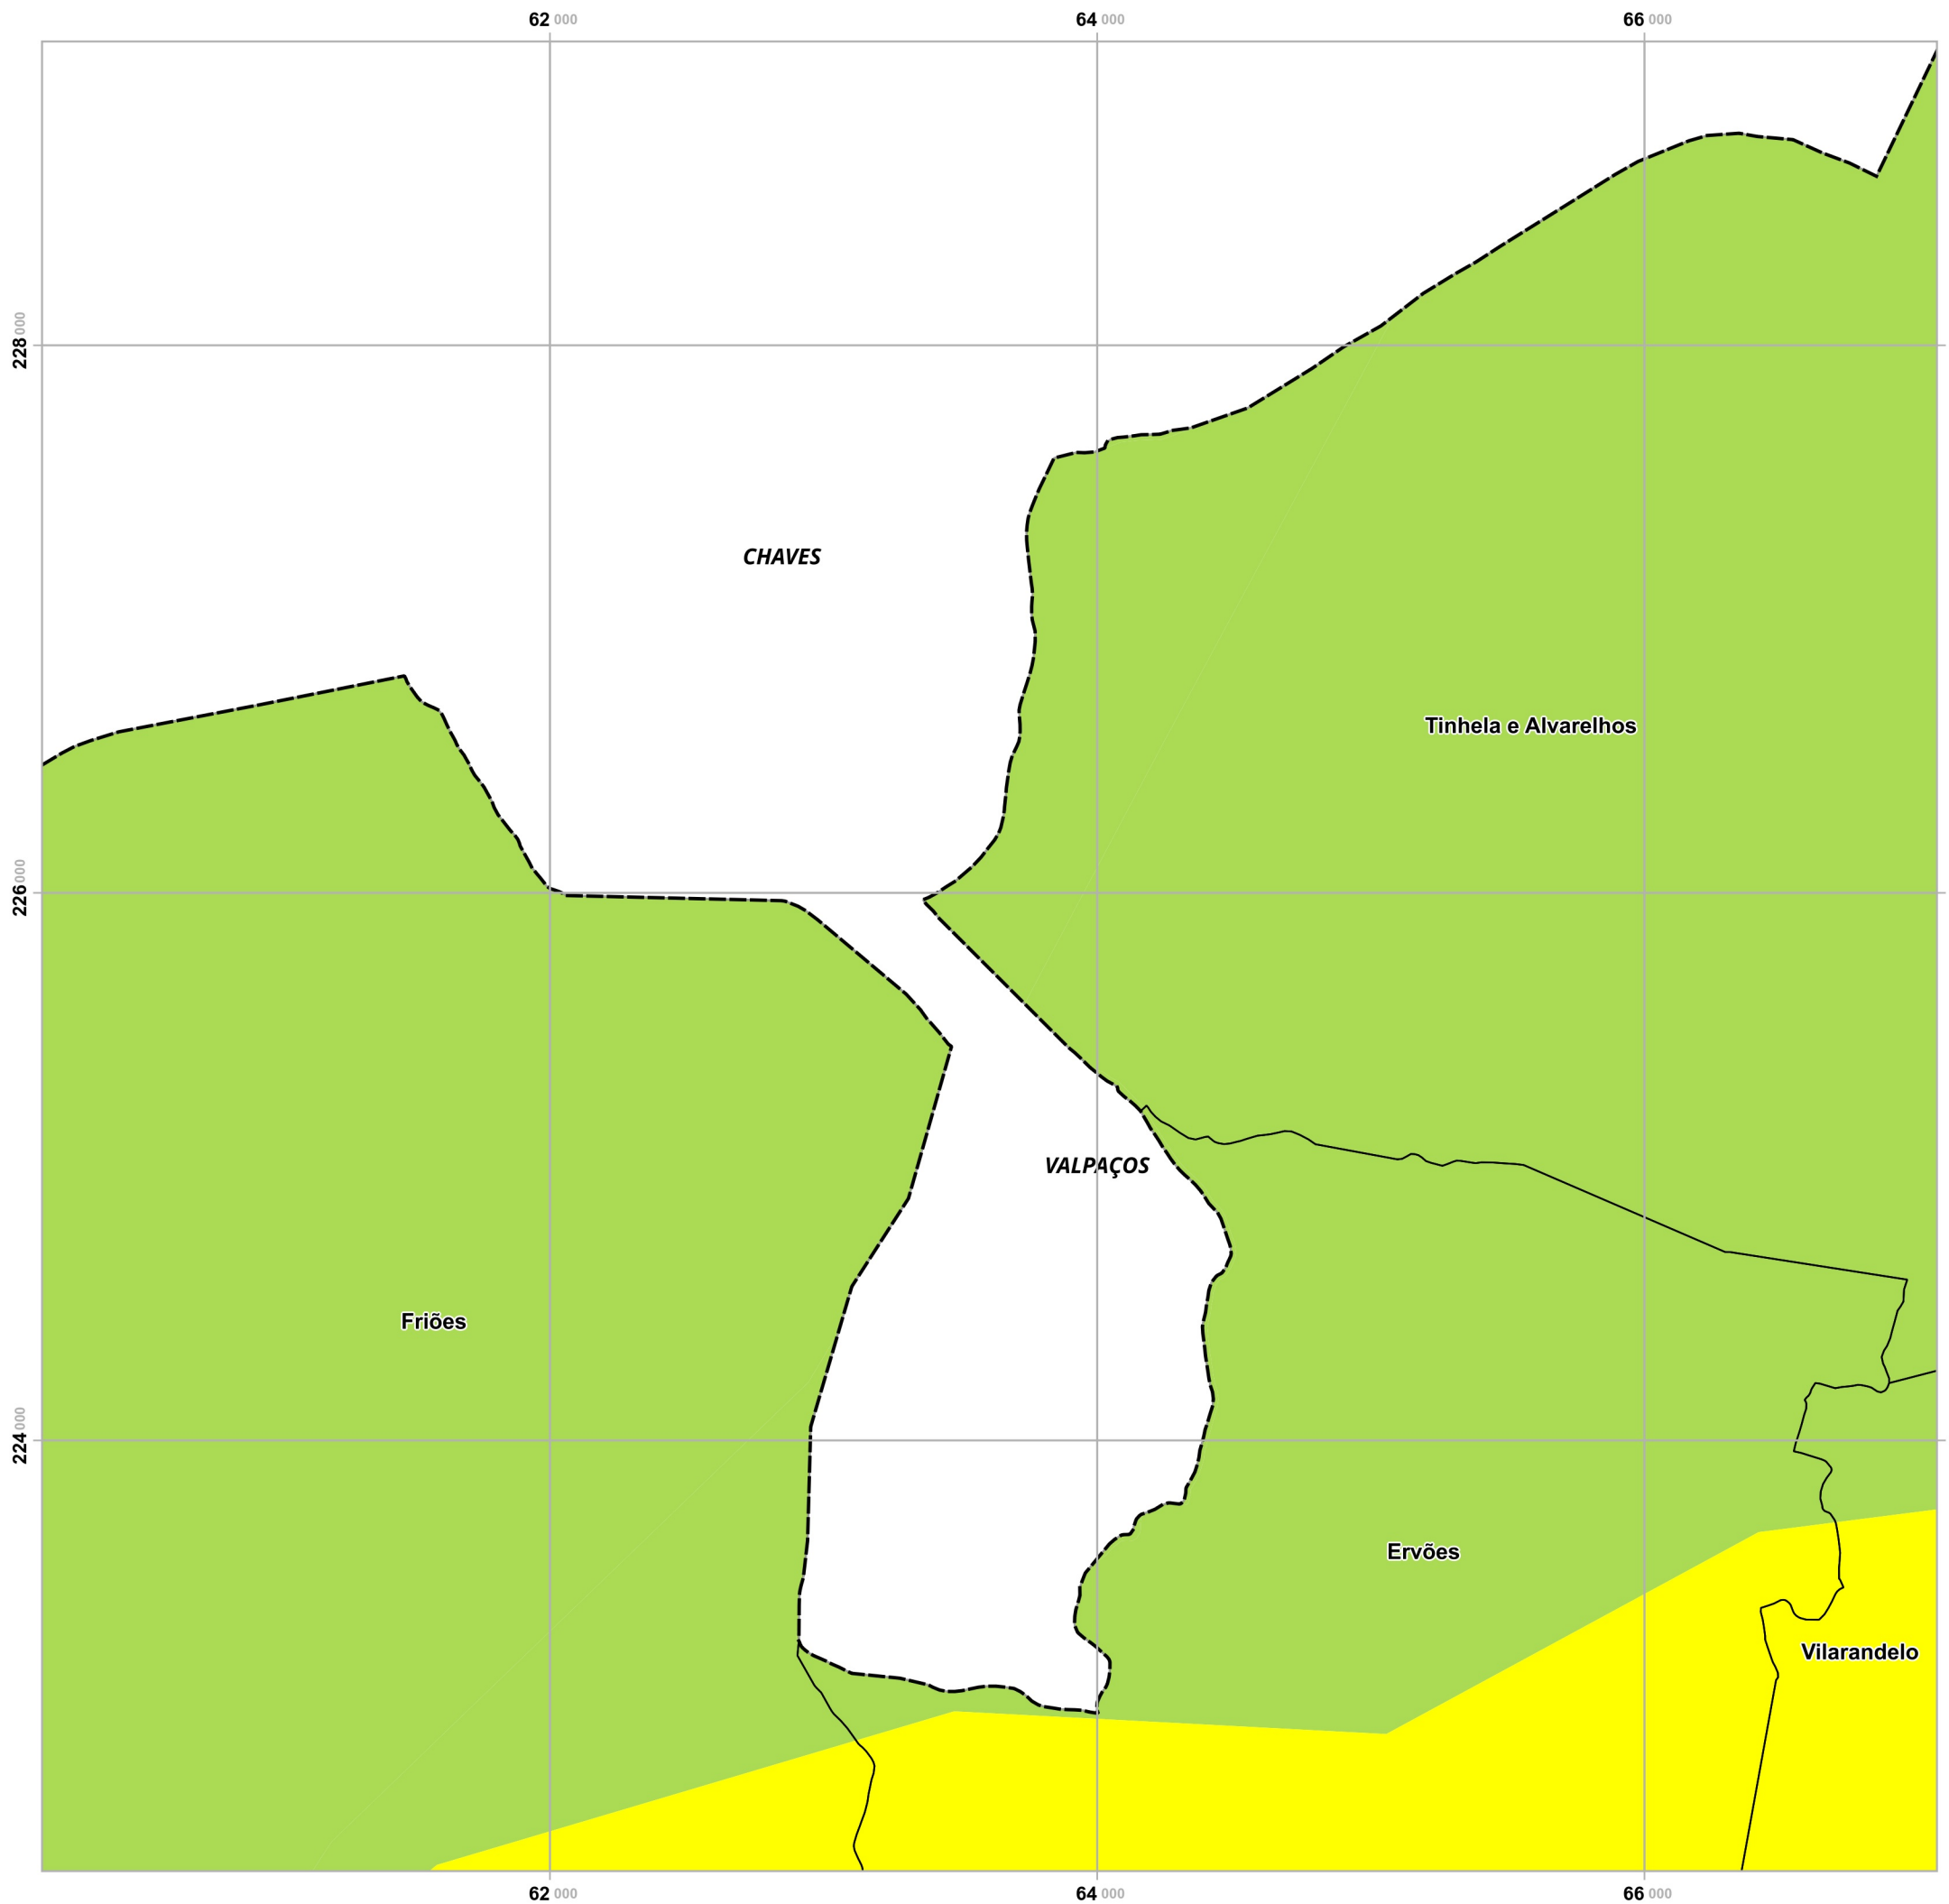 62 000 64 000 66 000
228 000
CHAVES
Tinhela e Alvarelhos
226 000
VALPAÇOS
Friões
224 000
Ervões
Vilarandelo
62 000 64 000 66 000